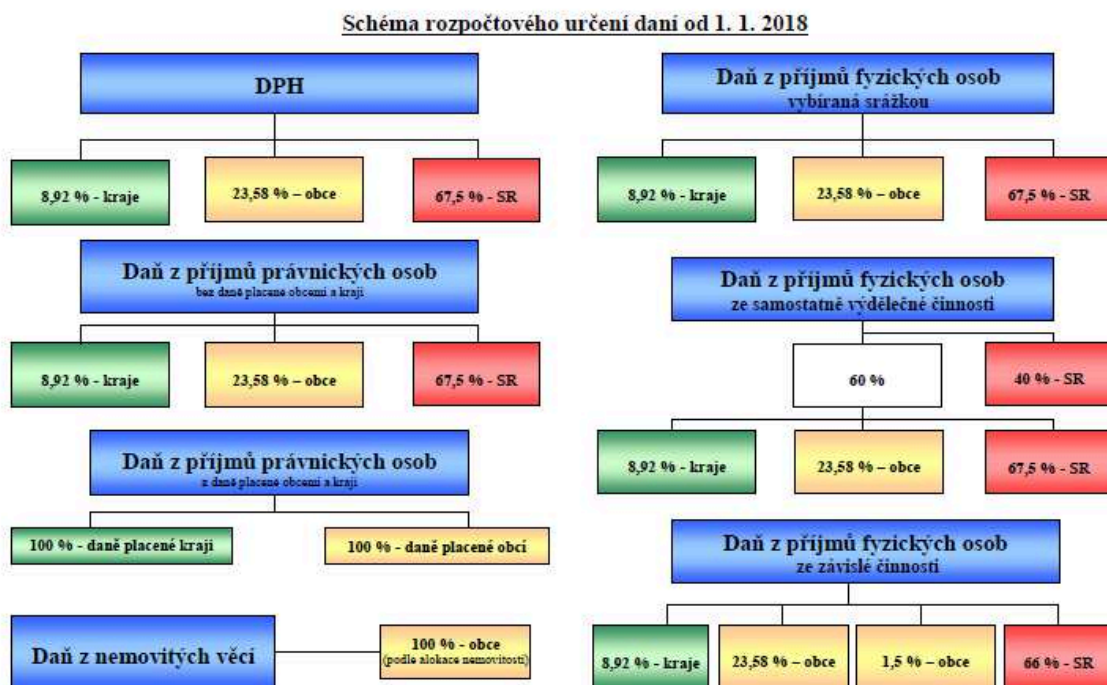 Schéma rozpočtového určení daní od 1. 1. 2018
DPH
8,92 % - kraje
23,58 % – obce
67,5 % - SR
Daň z příjmů právnických osob
bez daně placené obcemi a kraji
8,92 % - kraje
23,58 % – obce
67,5 % - SR
Daň z příjmů právnických osob
z daně placené obcemi a kraji
100 % - daně placené kraji
100 % - daně placené obcí
Daň z nemovitých věcí
100 % - obce
(podle alokace nemovitosti)
Daň z příjmů fyzických osob
vybíraná srážkou
8,92 % - kraje
23,58 % – obce
67,5 % - SR
Daň z příjmů fyzických osob
ze samostatně výdělečné činnosti
60 %
40 % - SR
8,92 % - kraje
23,58 % – obce
67,5 % - SR
Daň z příjmů fyzických osob
ze závislé činnosti
8,92 % - kraje
23,58 % – obce
1,5 % – obce
66 % - SR